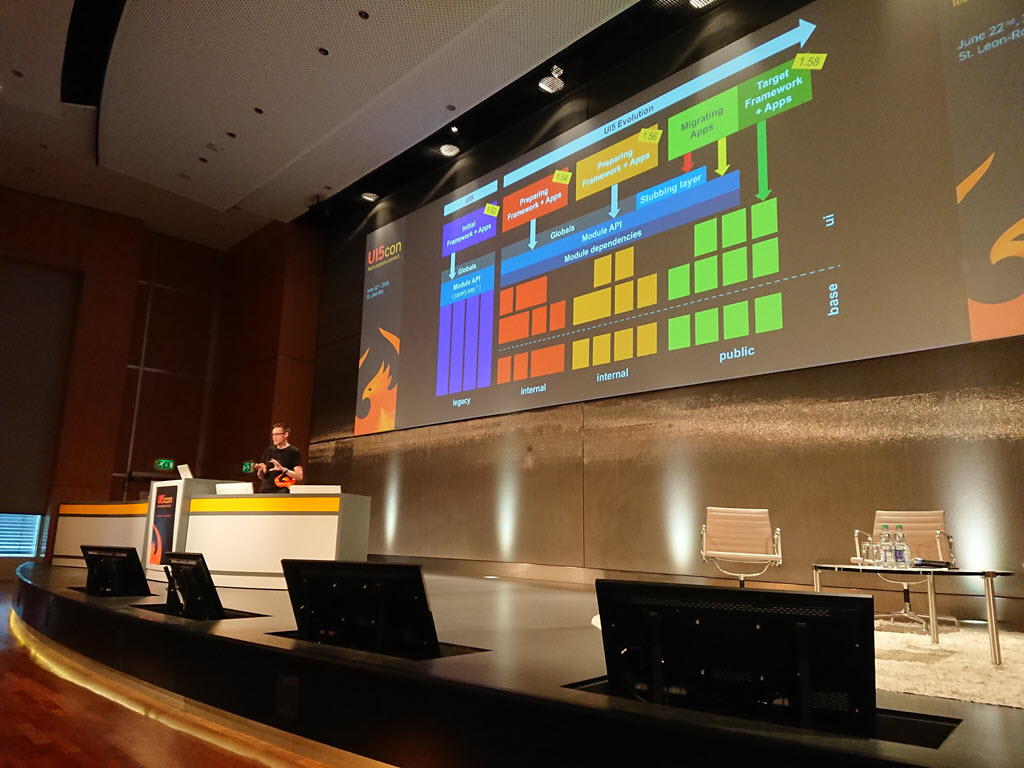 UI5con
UI5
UI5 Evolution
Initial
Framework + Apps
Preparing
Framework + Apps
1.54
Preparing
Framework + Apps
1.56
Migrating
Apps
Target
Framework
+ Apps
1.58
Globals
Module API
Globals
Module API
Module dependencies
Stubbing layer
legacy
internal
internal
public
ui
base
June 22nd,
St. Leon-Ro
UI5con